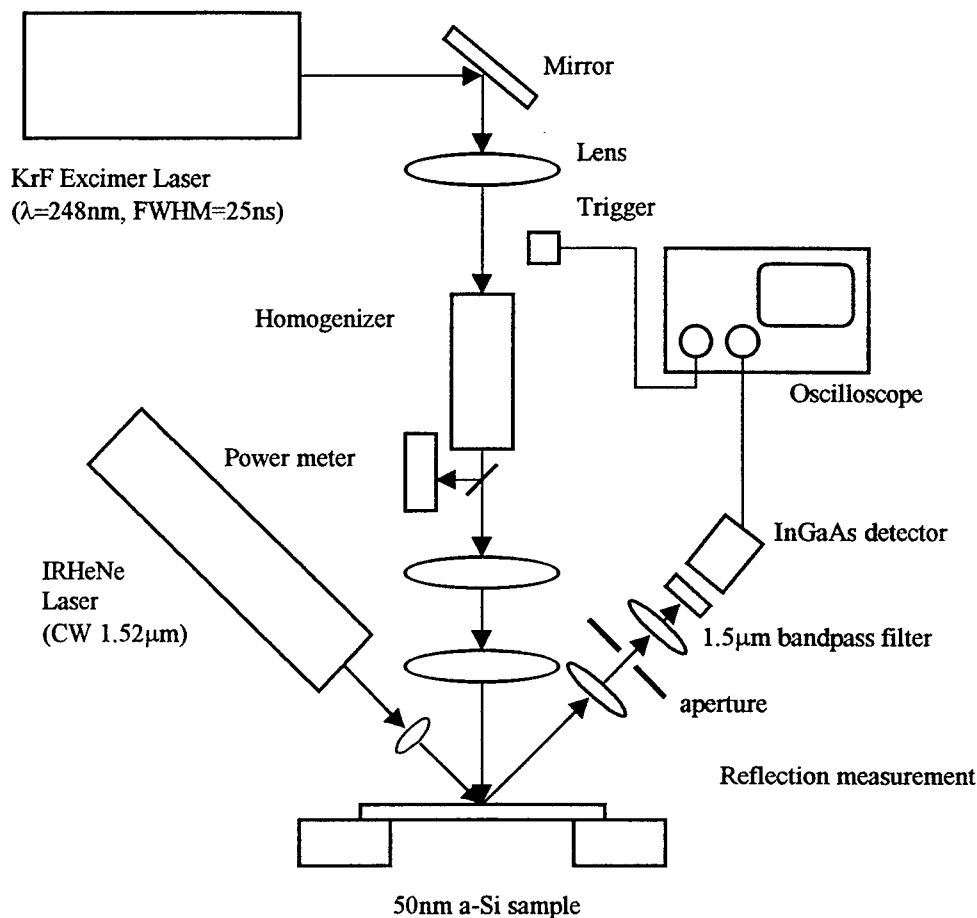 Mirror
Lens
KrF Excimer Laser
(λ=248nm, FWHM=25ns)
Trigger
Homogenizer
Oscilloscope
Power meter
InGaAs detector
IRHeNe
Laser
(CW 1.52μm)
1.5μm bandpass filter
aperture
Reflection measurement
50nm a-Si sample